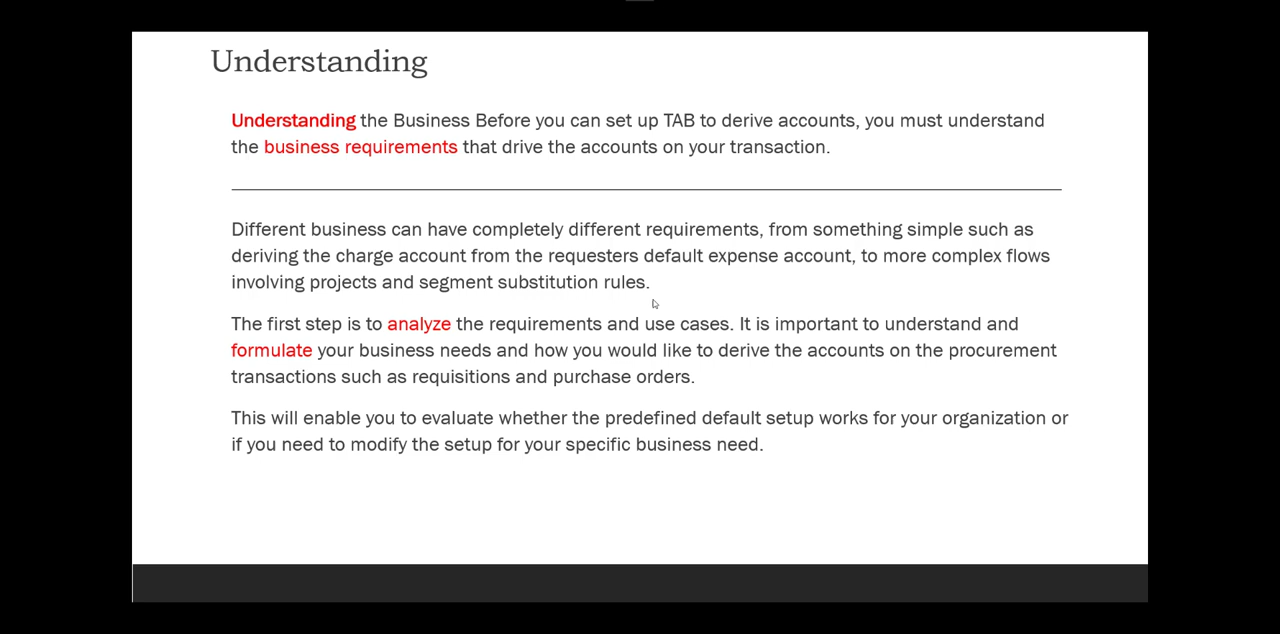 Understanding
Understanding the Business Before you can set up TAB to derive accounts, you must understand
the business requirements that drive the accounts on your transaction.
Different business can have completely different requirements, from something simple such as
deriving the charge account from the requesters default expense account, to more complex flows
involving projects and segment substitution rules.
The first step is to analyze the requirements and use cases. It is important to understand and
formulate your business needs and how you would like to derive the accounts on the procurement
transactions such as requisitions and purchase orders.
This will enable you to evaluate whether the predefined default setup works for your organization or
if you need to modify the setup for your specific business need.